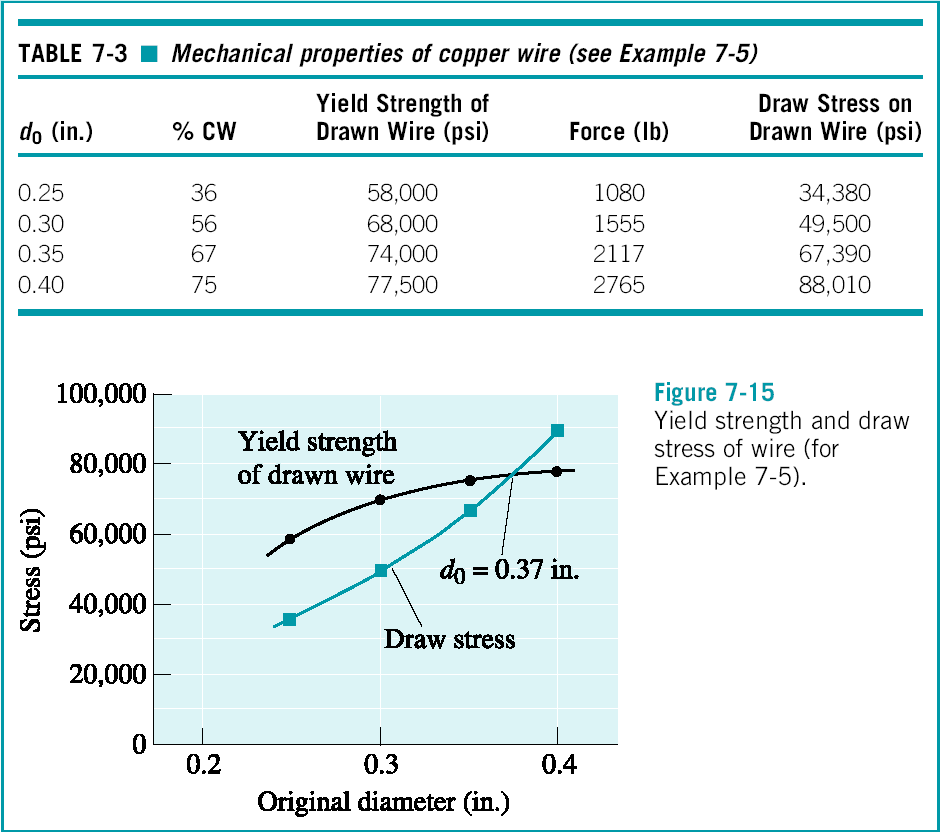 TABLE 7-3 ■ Mechanical properties of copper wire (see Example 7-5)
Yield Strength of Draw Stress on
d0 (in.) % CW Drawn Wire (psi) Force (lb) Drawn Wire (psi)
0.25 36 58,000 1080 34,380
0.30 56 68,000 1555 49,500
0.35 67 74,000 2117 67,390
0.40 75 77,500 2765 88,010
100,000
80,000
60,000
40,000
20,000
0
Stress (psi)
Yield strength
of drawn wire
d0 = 0.37 in.
Draw stress
0.2 0.3 0.4
Original diameter (in.)
Figure 7-15
Yield strength and draw
stress of wire (for
Example 7-5).